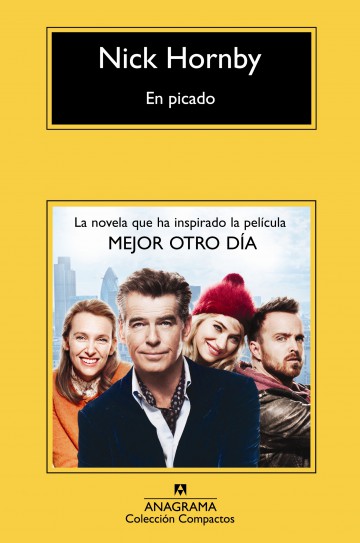 Nick Hornby
En picado
La novela que ha inspirado la película
MEJOR OTRO DÍA
ANAGRAMA
Colección Compactos